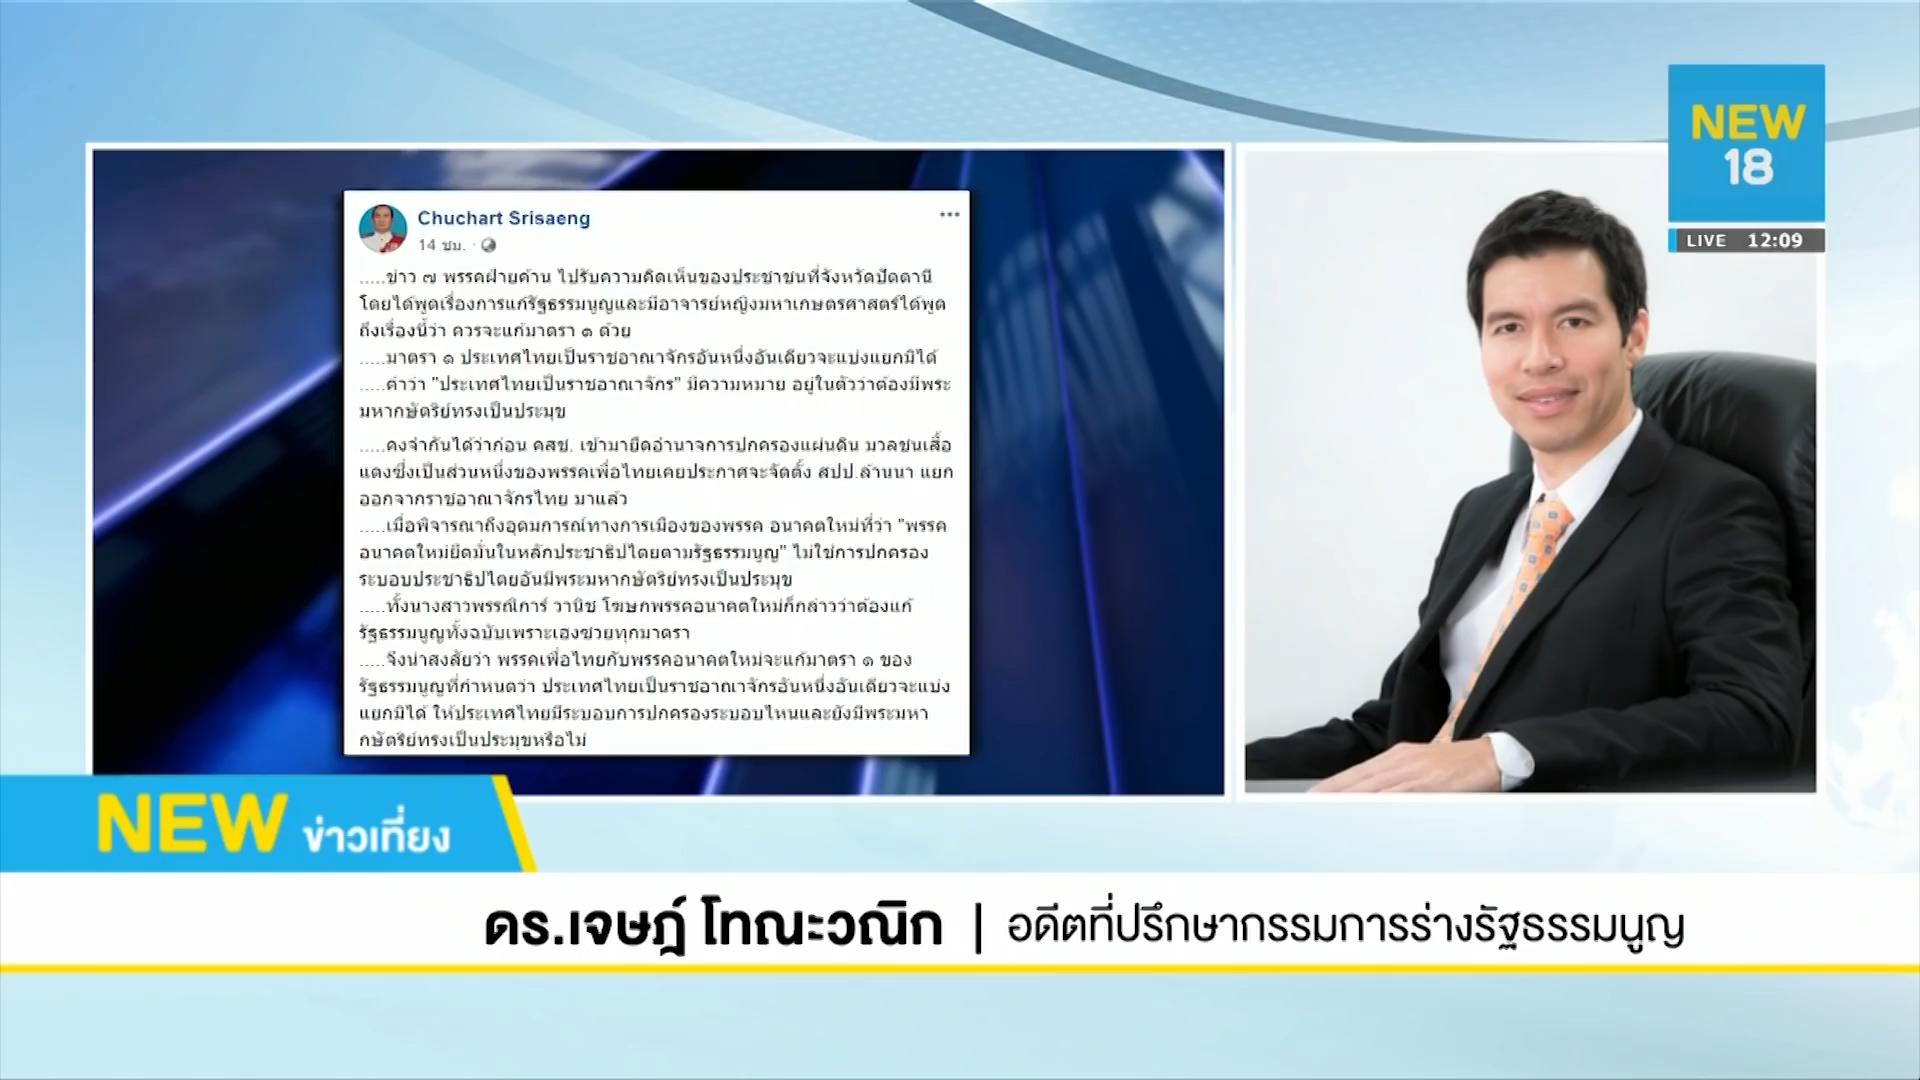 NEW
18
LIVE 12:09
Chuchart Srisaeng
14 ชม.
.....ข่าว ๗ พรรคฝ่ายค้าน ไปรับความคิดเห็นของประชาชนที่จังหวัดปัตตานี
โดยได้พูดเรื่องการแก้รัฐธรรมนูญและมีอาจารย์หญิงมหาเกษตรศาสตร์ได้พูด
ถึงเรื่องนี้ว่า ควรจะแก้มาตรา ๑ ด้วย
.....มาตรา ๑ ประเทศไทยเป็นราชอาณาจักรอันหนึ่งอันเดียวจะแบ่งแยกมิได้
.....คำว่า "ประเทศไทยเป็นราชอาณาจักร" มีความหมาย อยู่ในตัวว่าต้องมีพระ
มหากษัตริย์ทรงเป็นประมุข
.....คงจำกันได้ว่าก่อน คสช. เข้ามายึดอำนาจการปกครองแผ่นดิน มวลชนเสื้อ
แดงซึ่งเป็นส่วนหนึ่งของพรรคเพื่อไทยเคยประกาศจะจัดตั้ง สปป.ล้านนา แยก
ออกจากราชอาณาจักรไทย มาแล้ว
.....เมื่อพิจารณาถึงอุดมการณ์ทางการเมืองของพรรค อนาคตใหม่ที่ว่า "พรรค
อนาคตใหม่ยึดมั่นในหลักประชาธิปไตยตามรัฐธรรมนูญ" ไม่ใช่การปกครอง
ระบอบประชาธิปไตยอันมีพระมหากษัตริย์ทรงเป็นประมุข
.....ทั้งนางสาวพรรณิการ์ วานิช โฆษกพรรคอนาคตใหม่ก็กล่าวว่าต้องแก้
รัฐธรรมนูญทั้งฉบับเพราะเฮงซวยทุกมาตรา
.....จึงน่าสงสัยว่า พรรคเพื่อไทยกับพรรคอนาคตใหม่จะแก้มาตรา ๑ ของ
รัฐธรรมนูญที่กำหนดว่า ประเทศไทยเป็นราชอาณาจักรอันหนึ่งอันเดียวจะแบ่ง
แยกมิได้ ให้ประเทศไทยมีระบอบการปกครองระบอบไหนและยังมีพระมหา
กษัตริย์ทรงเป็นประมุขหรือไม่
NEW ข่าวเที่ยง
ดร.เจษฎ์ โทณะวณิก | อดีตที่ปรึกษากรรมการร่างรัฐธรรมนูญ